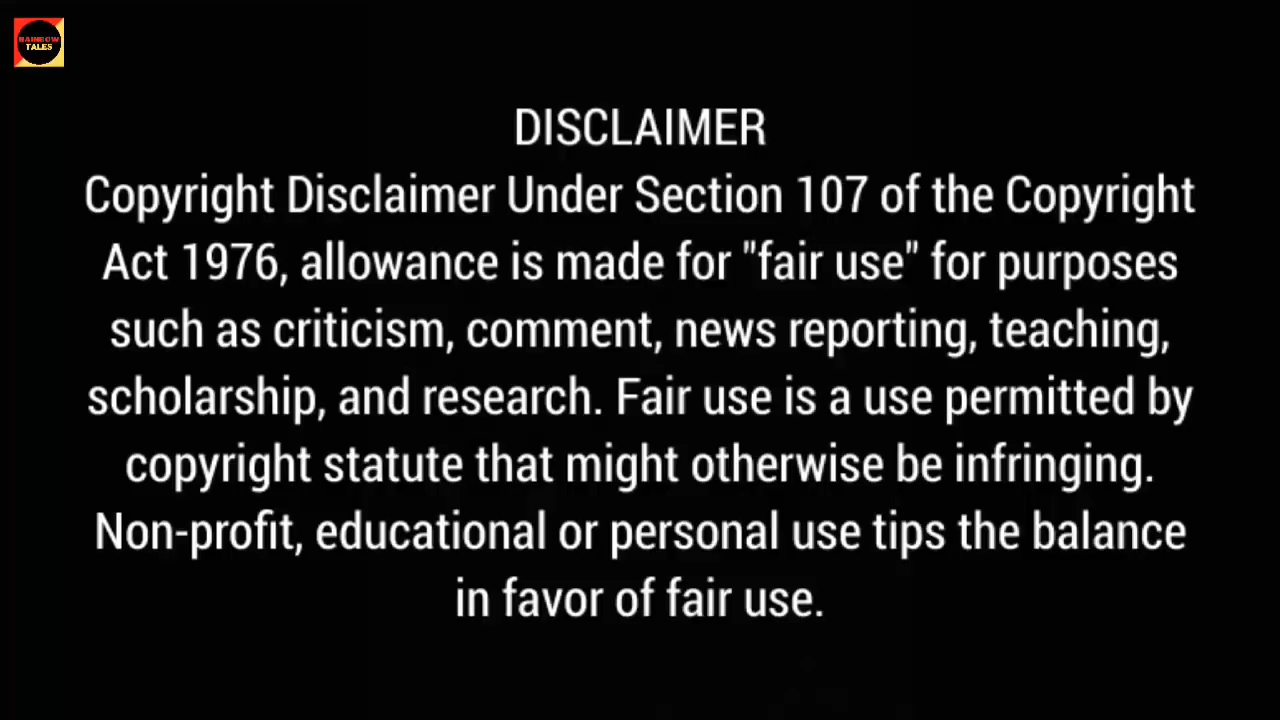 RAINBOW
TALES
DISCLAIMER
Copyright Disclaimer Under Section 107 of the Copyright
Act 1976, allowance is made for "fair use" for purposes
such as criticism, comment, news reporting, teaching,
scholarship, and research. Fair use is a use permitted by
copyright statute that might otherwise be infringing.
Non-profit, educational or personal use tips the balance
in favor of fair use.